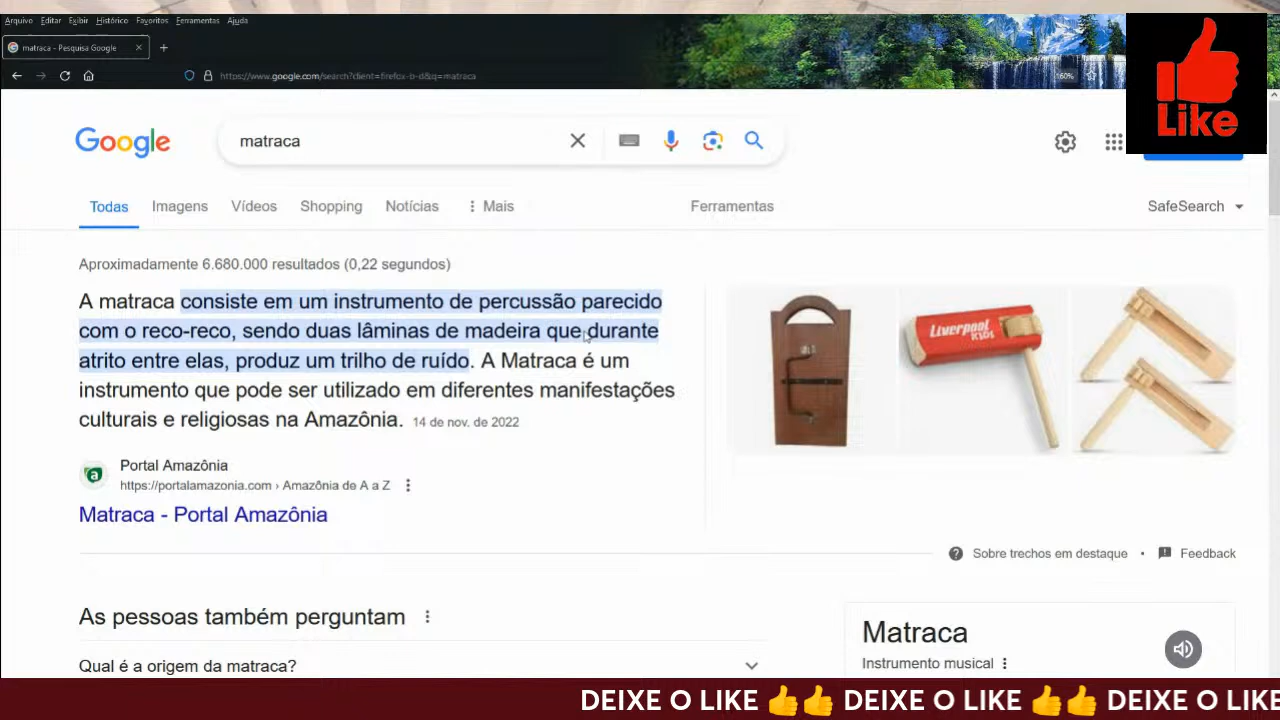 Arquivo Editar Exibir Histórico Favoritos Ferramentas Ajuda
matraca - Pesquisa Google
https://www.google.com/search?client=firefox-b-d&q=matraca
160%
Like
Google
matraca
Todas Imagens Vídeos Shopping Notícias Mais Ferramentas SafeSearch
Aproximadamente 6.680.000 resultados (0,22 segundos)
A matraca consiste em um instrumento de percussão parecido
com o reco-reco, sendo duas lâminas de madeira que durante
atrito entre elas, produz um trilho de ruído. A Matraca é um
instrumento que pode ser utilizado em diferentes manifestações
culturais e religiosas na Amazônia. 14 de nov. de 2022
Liverpool
KIDS
a
Portal Amazônia
https://portalamazonia.com › Amazônia de A a Z
Matraca - Portal Amazônia
Sobre trechos em destaque • Feedback
As pessoas também perguntam
Qual é a origem da matraca?
Matraca
Instrumento musical
DEIXE O LIKE 👍👍 DEIXE O LIKE 👍👍 DEIXE O LIKE